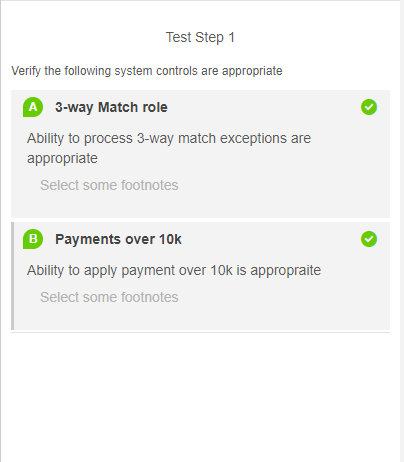 Test Step 1
Verify the following system controls are appropriate
A 3-way Match role
Ability to process 3-way match exceptions are
appropriate
Select some footnotes
B Payments over 10k
Ability to apply payment over 10k is appropraite
Select some footnotes